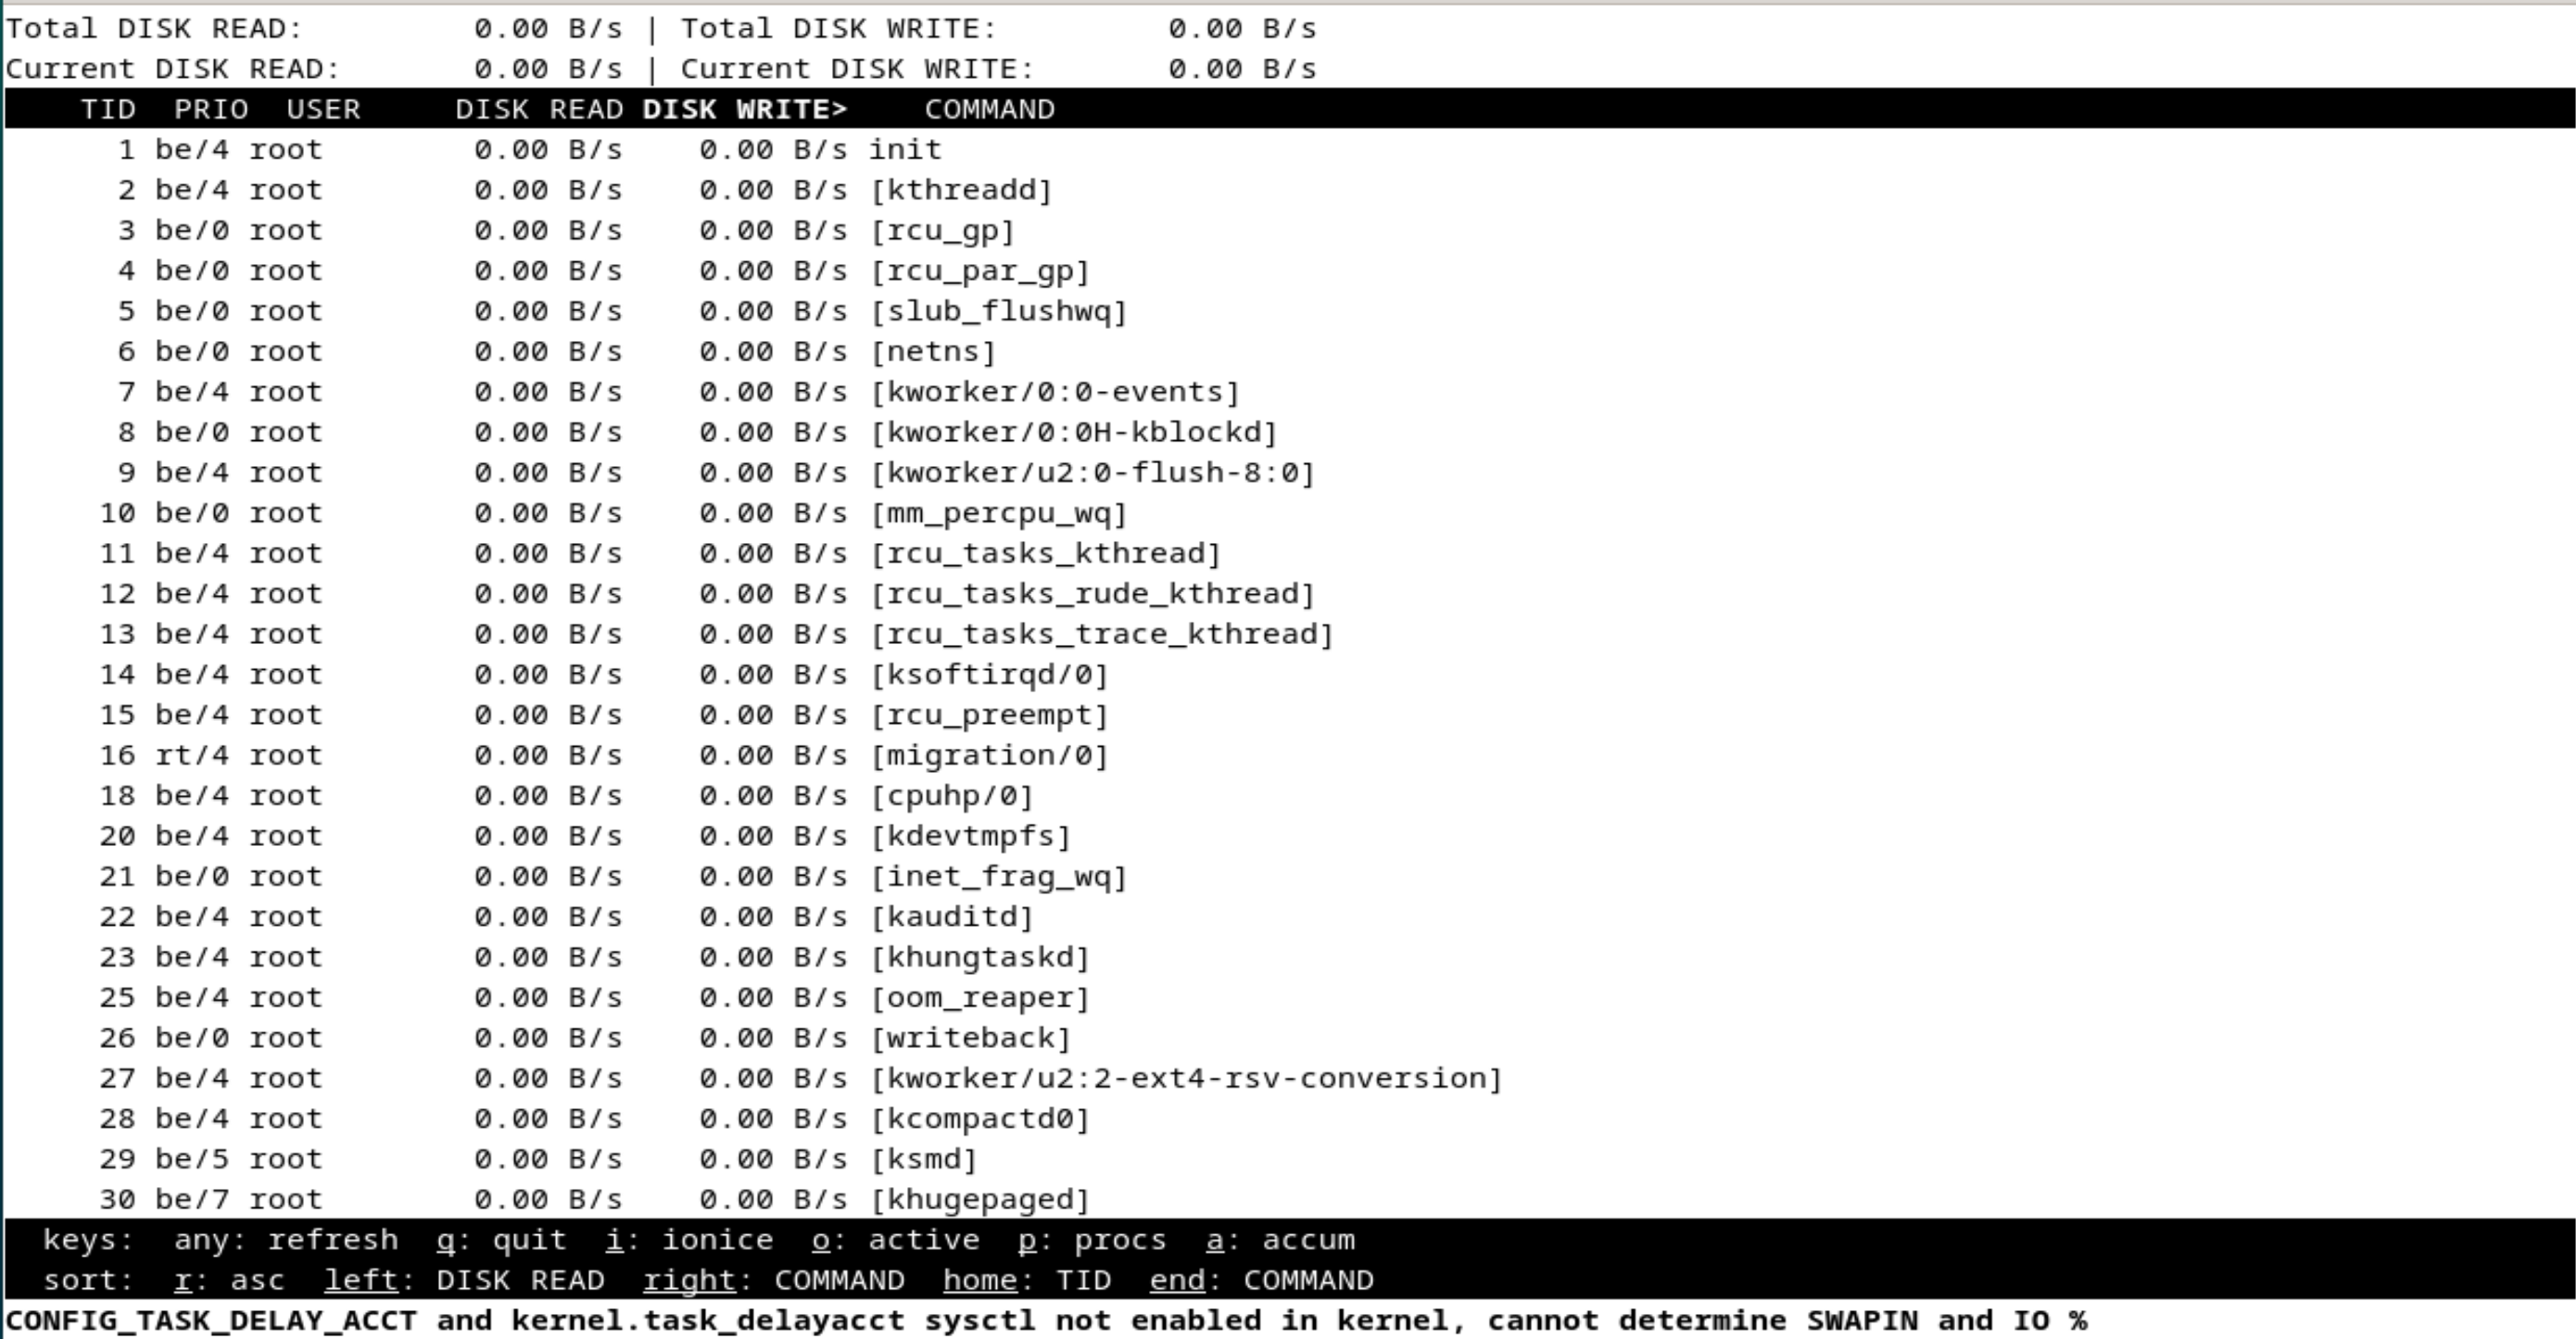 Total DISK READ:         0.00 B/s | Total DISK WRITE:         0.00 B/s
Current DISK READ:       0.00 B/s | Current DISK WRITE:       0.00 B/s
    TID  PRIO  USER     DISK READ DISK WRITE>    COMMAND
      1 be/4 root        0.00 B/s    0.00 B/s init
      2 be/4 root        0.00 B/s    0.00 B/s [kthreadd]
      3 be/0 root        0.00 B/s    0.00 B/s [rcu_gp]
      4 be/0 root        0.00 B/s    0.00 B/s [rcu_par_gp]
      5 be/0 root        0.00 B/s    0.00 B/s [slub_flushwq]
      6 be/0 root        0.00 B/s    0.00 B/s [netns]
      7 be/4 root        0.00 B/s    0.00 B/s [kworker/0:0-events]
      8 be/0 root        0.00 B/s    0.00 B/s [kworker/0:0H-kblockd]
      9 be/4 root        0.00 B/s    0.00 B/s [kworker/u2:0-flush-8:0]
     10 be/0 root        0.00 B/s    0.00 B/s [mm_percpu_wq]
     11 be/4 root        0.00 B/s    0.00 B/s [rcu_tasks_kthread]
     12 be/4 root        0.00 B/s    0.00 B/s [rcu_tasks_rude_kthread]
     13 be/4 root        0.00 B/s    0.00 B/s [rcu_tasks_trace_kthread]
     14 be/4 root        0.00 B/s    0.00 B/s [ksoftirqd/0]
     15 be/4 root        0.00 B/s    0.00 B/s [rcu_preempt]
     16 rt/4 root        0.00 B/s    0.00 B/s [migration/0]
     18 be/4 root        0.00 B/s    0.00 B/s [cpuhp/0]
     20 be/4 root        0.00 B/s    0.00 B/s [kdevtmpfs]
     21 be/0 root        0.00 B/s    0.00 B/s [inet_frag_wq]
     22 be/4 root        0.00 B/s    0.00 B/s [kauditd]
     23 be/4 root        0.00 B/s    0.00 B/s [khungtaskd]
     25 be/4 root        0.00 B/s    0.00 B/s [oom_reaper]
     26 be/0 root        0.00 B/s    0.00 B/s [writeback]
     27 be/4 root        0.00 B/s    0.00 B/s [kworker/u2:2-ext4-rsv-conversion]
     28 be/4 root        0.00 B/s    0.00 B/s [kcompactd0]
     29 be/5 root        0.00 B/s    0.00 B/s [ksmd]
     30 be/7 root        0.00 B/s    0.00 B/s [khugepaged]
  keys:  any: refresh  q: quit  i: ionice  o: active  p: procs  a: accum
  sort:  r: asc  left: DISK READ  right: COMMAND  home: TID  end: COMMAND
CONFIG_TASK_DELAY_ACCT and kernel.task_delayacct sysctl not enabled in kernel, cannot determine SWAPIN and IO %